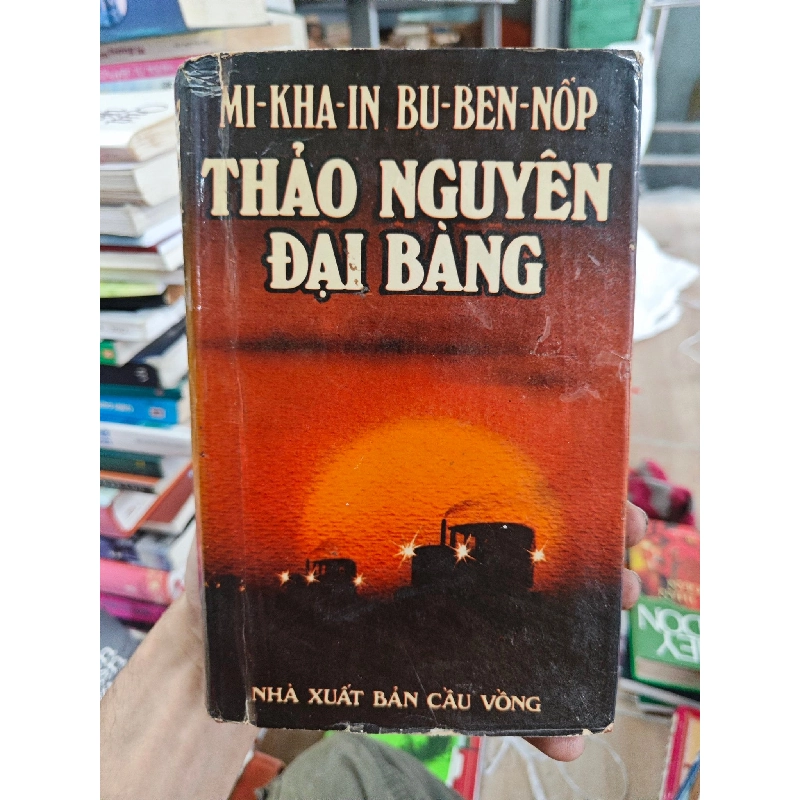 MI-KHA-IN BU-BEN-NỐP
THẢO NGUYÊN
ĐẠI BÀNG
NHÀ XUẤT BẢN CẦU VỒNG